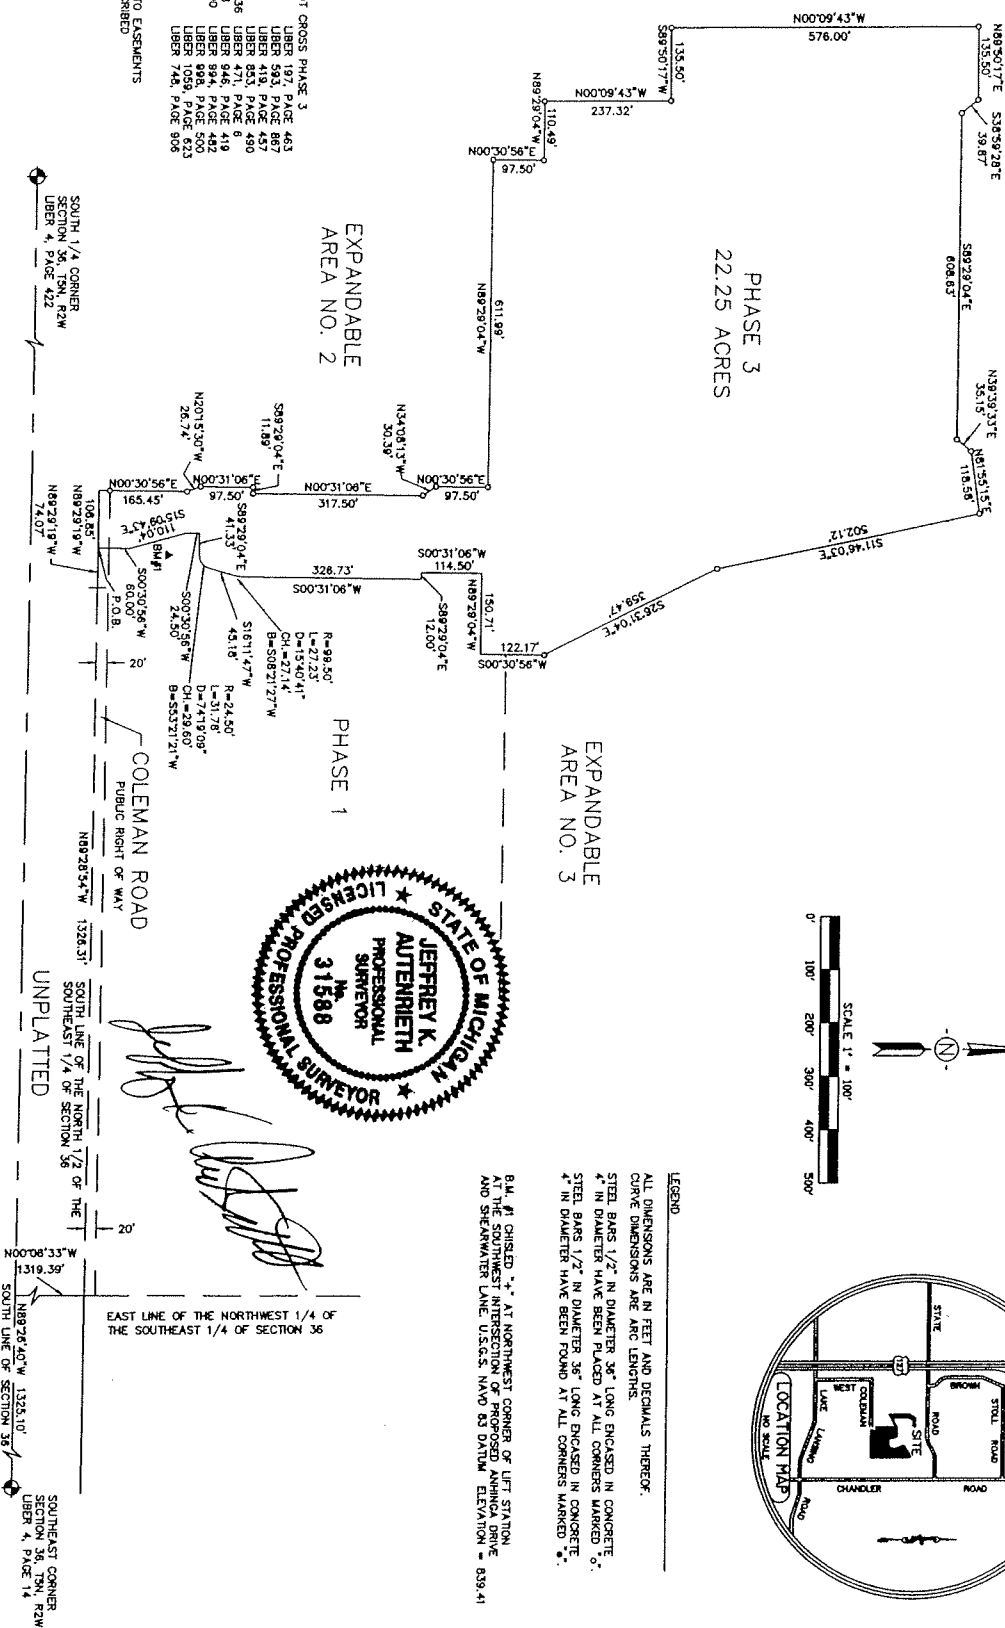 N89°50'17"E
135.50'
S38°59'28"E
39.87'
S89°29'04"E
608.63'
N39°39'33"E
35.15'
N81°55'15"E
118.58'
S11°46'03"E
502.12'
S26°31'04"E
359.47'
122.17'
S00°30'56"W
150.71'
N89°29'04"W
S00°31'06"W
114.50'
S89°29'04"E
12.00'
326.73'
S00°31'06"W
R=99.50'
L=27.23'
D=15°40'41"
CH.=27.14'
B=S08°21'27"W
S16°11'47"W
45.18'
R=24.50'
L=31.78'
D=74°19'09"
CH.=29.60'
B=S53°21'21"W
S89°29'04"E
41.33'
S00°30'56"W
24.50'
S15°09'43"E
110.04'
BM#1
S00°30'56"W
60.00'
P.O.B.
106.85'
N89°29'19"W
N89°29'19"W
74.07'
N00°30'56"E
165.45'
N20°15'30"W
26.74'
N00°31'06"E
97.50'
S89°29'04"E
11.89'
N00°31'06"E
317.50'
N34°08'13"W
30.39'
N00°30'56"E
97.50'
611.99'
N89°29'04"W
N00°30'56"E
97.50'
110.49'
N89°29'04"W
N00°09'43"W
237.32'
135.50'
S89°50'17"W
N00°09'43"W
576.00'
PHASE 3
22.25 ACRES
EXPANDABLE
AREA NO. 2
EXPANDABLE
AREA NO. 3
PHASE 1
T CROSS PHASE 3
LIBER 197, PAGE 463
LIBER 593, PAGE 867
LIBER 419, PAGE 457
LIBER 853, PAGE 490
36 LIBER 471, PAGE 6
LIBER 946, PAGE 419
LIBER 994, PAGE 482
LIBER 998, PAGE 500
LIBER 1059, PAGE 623
LIBER 748, PAGE 906
TO EASEMENTS
CRIBED
SOUTH 1/4 CORNER
SECTION 36, T5N, R2W
LIBER 4, PAGE 422
20'
COLEMAN ROAD
PUBLIC RIGHT OF WAY
N89°28'54"W 1326.31'
SOUTH LINE OF THE NORTH 1/2 OF THE
SOUTHEAST 1/4 OF SECTION 36
UNPLATTED
20'
N00°06'33"W
1319.39'
EAST LINE OF THE NORTHWEST 1/4 OF
THE SOUTHEAST 1/4 OF SECTION 36
N89°28'40"W 1325.10'
SOUTH LINE OF SECTION 36
SOUTHEAST CORNER
SECTION 36, T5N, R2W
LIBER 4, PAGE 14
STATE OF MICHIGAN
LICENSED PROFESSIONAL SURVEYOR
JEFFREY K.
AUTENRIETH
PROFESSIONAL
SURVEYOR
No.
31588
-N-
0' 100' 200' 300' 400' 500'
SCALE 1" = 100'
LEGEND
ALL DIMENSIONS ARE IN FEET AND DECIMALS THEREOF.
CURVE DIMENSIONS ARE ARC LENGTHS.
STEEL BARS 1/2" IN DIAMETER 36" LONG ENCASED IN CONCRETE
4" IN DIAMETER HAVE BEEN PLACED AT ALL CORNERS MARKED "o".
STEEL BARS 1/2" IN DIAMETER 36" LONG ENCASED IN CONCRETE
4" IN DIAMETER HAVE BEEN FOUND AT ALL CORNERS MARKED "●".
B.M. #1 CHISLED "+" AT NORTHWEST CORNER OF LIFT STATION
AT THE SOUTHWEST INTERSECTION OF PROPOSED ANHINGA DRIVE
AND SHEARWATER LANE. U.S.G.S. NAVD 83 DATUM ELEVATION = 839.41
STATE
ROAD
127
BROWN
STOLL ROAD
SITE
WEST
COLEMAN
LAKE
LANSING
ROAD
CHANDLER
ROAD
LOCATION MAP
NO SCALE